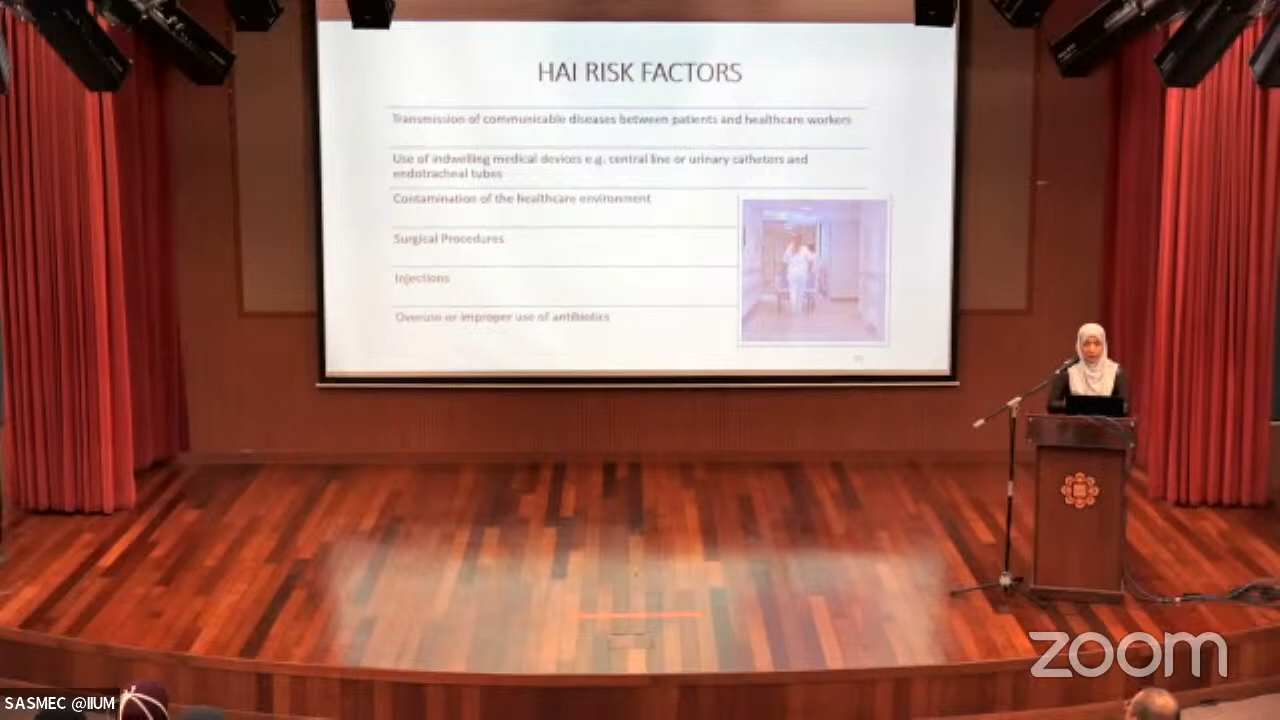 HAI RISK FACTORS
Transmission of communicable diseases between patients and healthcare workers
Use of indwelling medical devices e.g. central line or urinary catheters and
endotracheal tubes
Contamination of the healthcare environment
Surgical Procedures
Injections
Overuse or improper use of antibiotics
zoom
SASMEC @IIUM